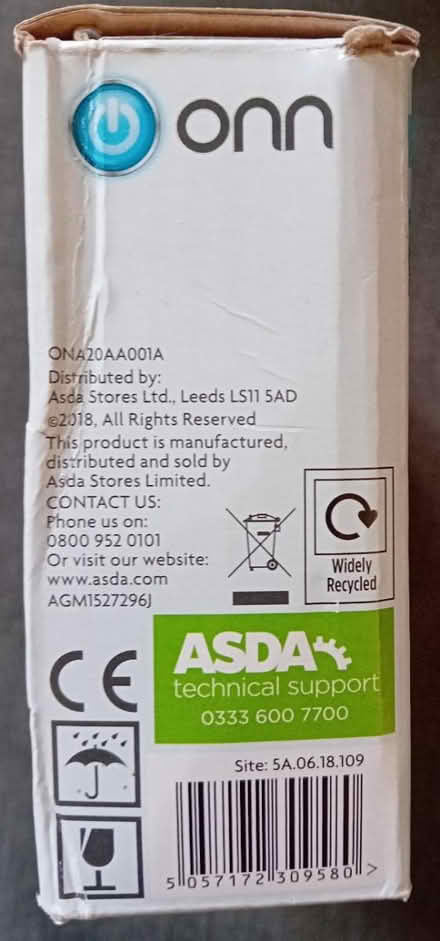 onn
ONA20AA001A
Distributed by:
Asda Stores Ltd., Leeds LS11 5AD
©2018, All Rights Reserved
This product is manufactured,
distributed and sold by
Asda Stores Limited.
CONTACT US:
Phone us on:
0800 952 0101
Or visit our website:
www.asda.com
AGM1527296J
Widely
Recycled
CE
ASDA
technical support
0333 600 7700
Site: 5A.06.18.109
5 057172 309580 >